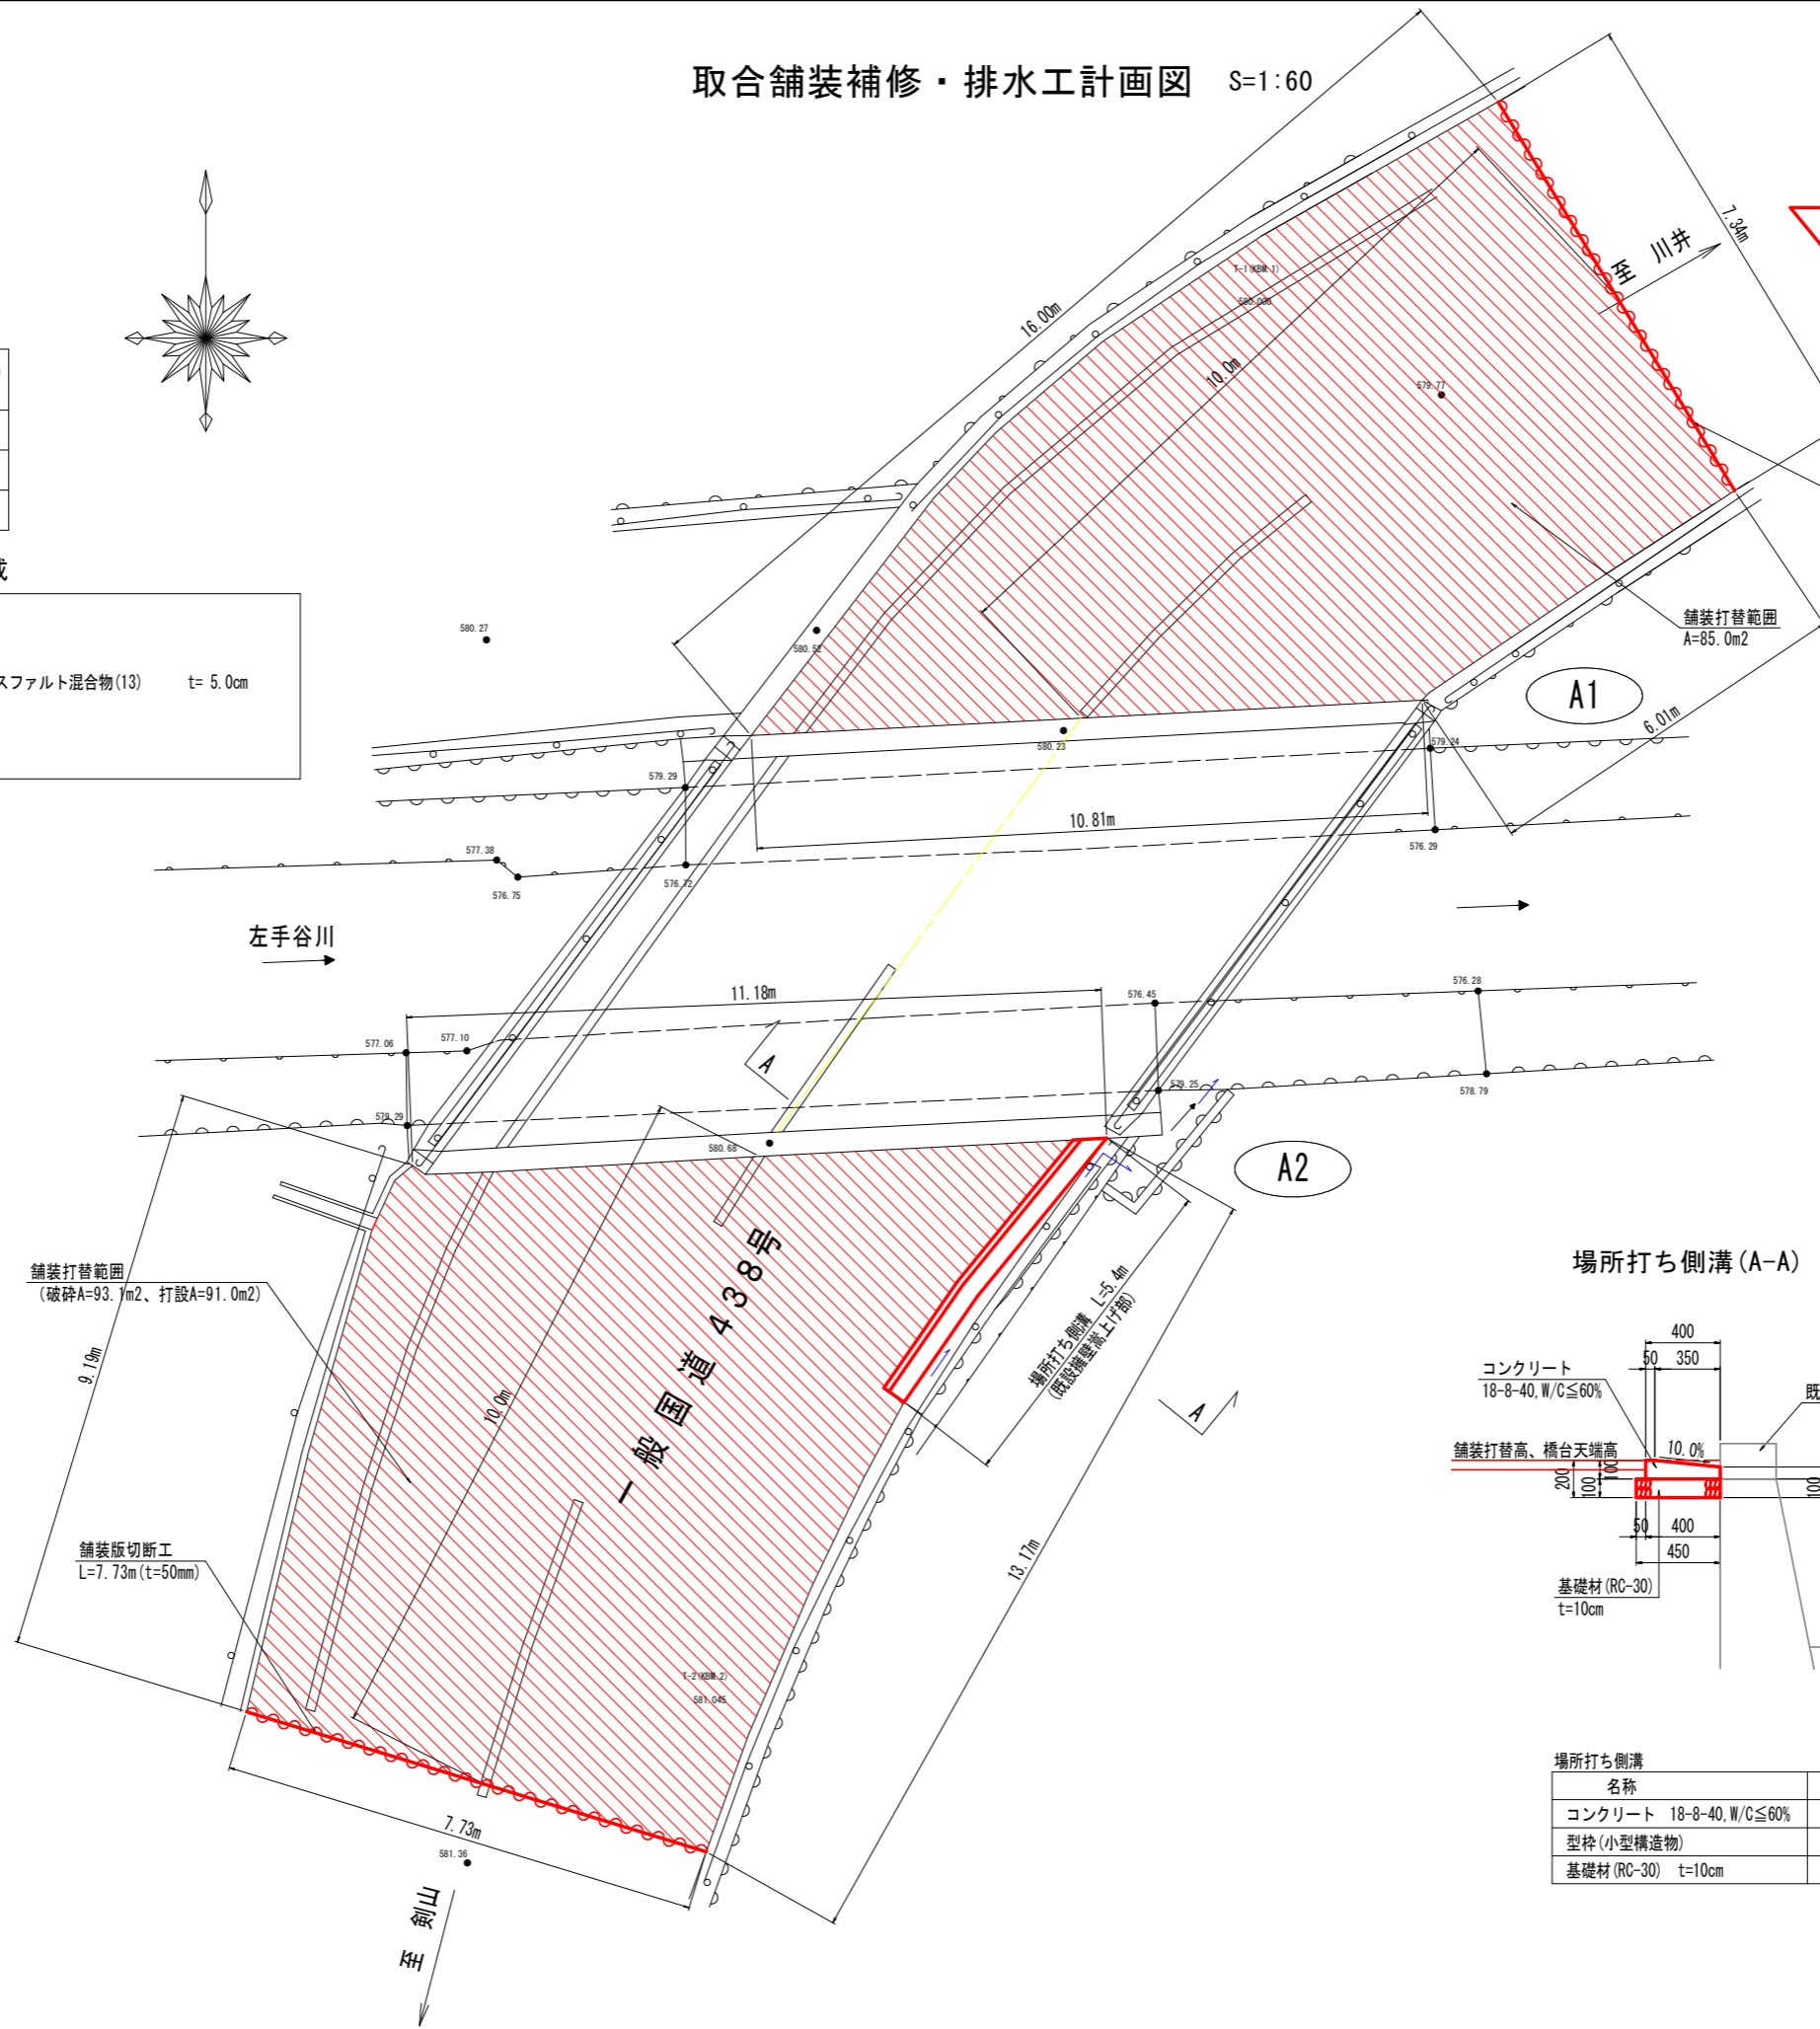 取合舗装補修・排水工計画図 S=1:60
スファルト混合物(13) t= 5.0cm
16.00m
7.34m
至 川井
T-1(KBM.1)
580.000
10.0m
579.77
舗装打替範囲
A=85.0m2
A1
6.01m
580.27
580.52
580.23
579.24
579.29
10.81m
577.38
576.75
576.72
576.29
左手谷川
11.18m
576.45
576.28
577.06
577.10
A
579.25
578.79
579.29
580.68
A2
舗装打替範囲
(破砕A=93.1m2、打設A=91.0m2)
9.19m
10.0m
一般国道438号
場所打ち側溝 L=5.4m
(既設擁壁嵩上げ部)
A
13.17m
舗装版切断工
L=7.73m(t=50mm)
T-2(KBM.2)
581.045
7.73m
581.36
至 剣山
場所打ち側溝(A-A)
400
50 350
コンクリート
18-8-40,W/C≦60%
既
舗装打替高、橋台天端高
10.0%
200
100
100
100
50 400
450
基礎材(RC-30)
t=10cm
場所打ち側溝
名称
コンクリート 18-8-40,W/C≦60%
型枠(小型構造物)
基礎材(RC-30) t=10cm